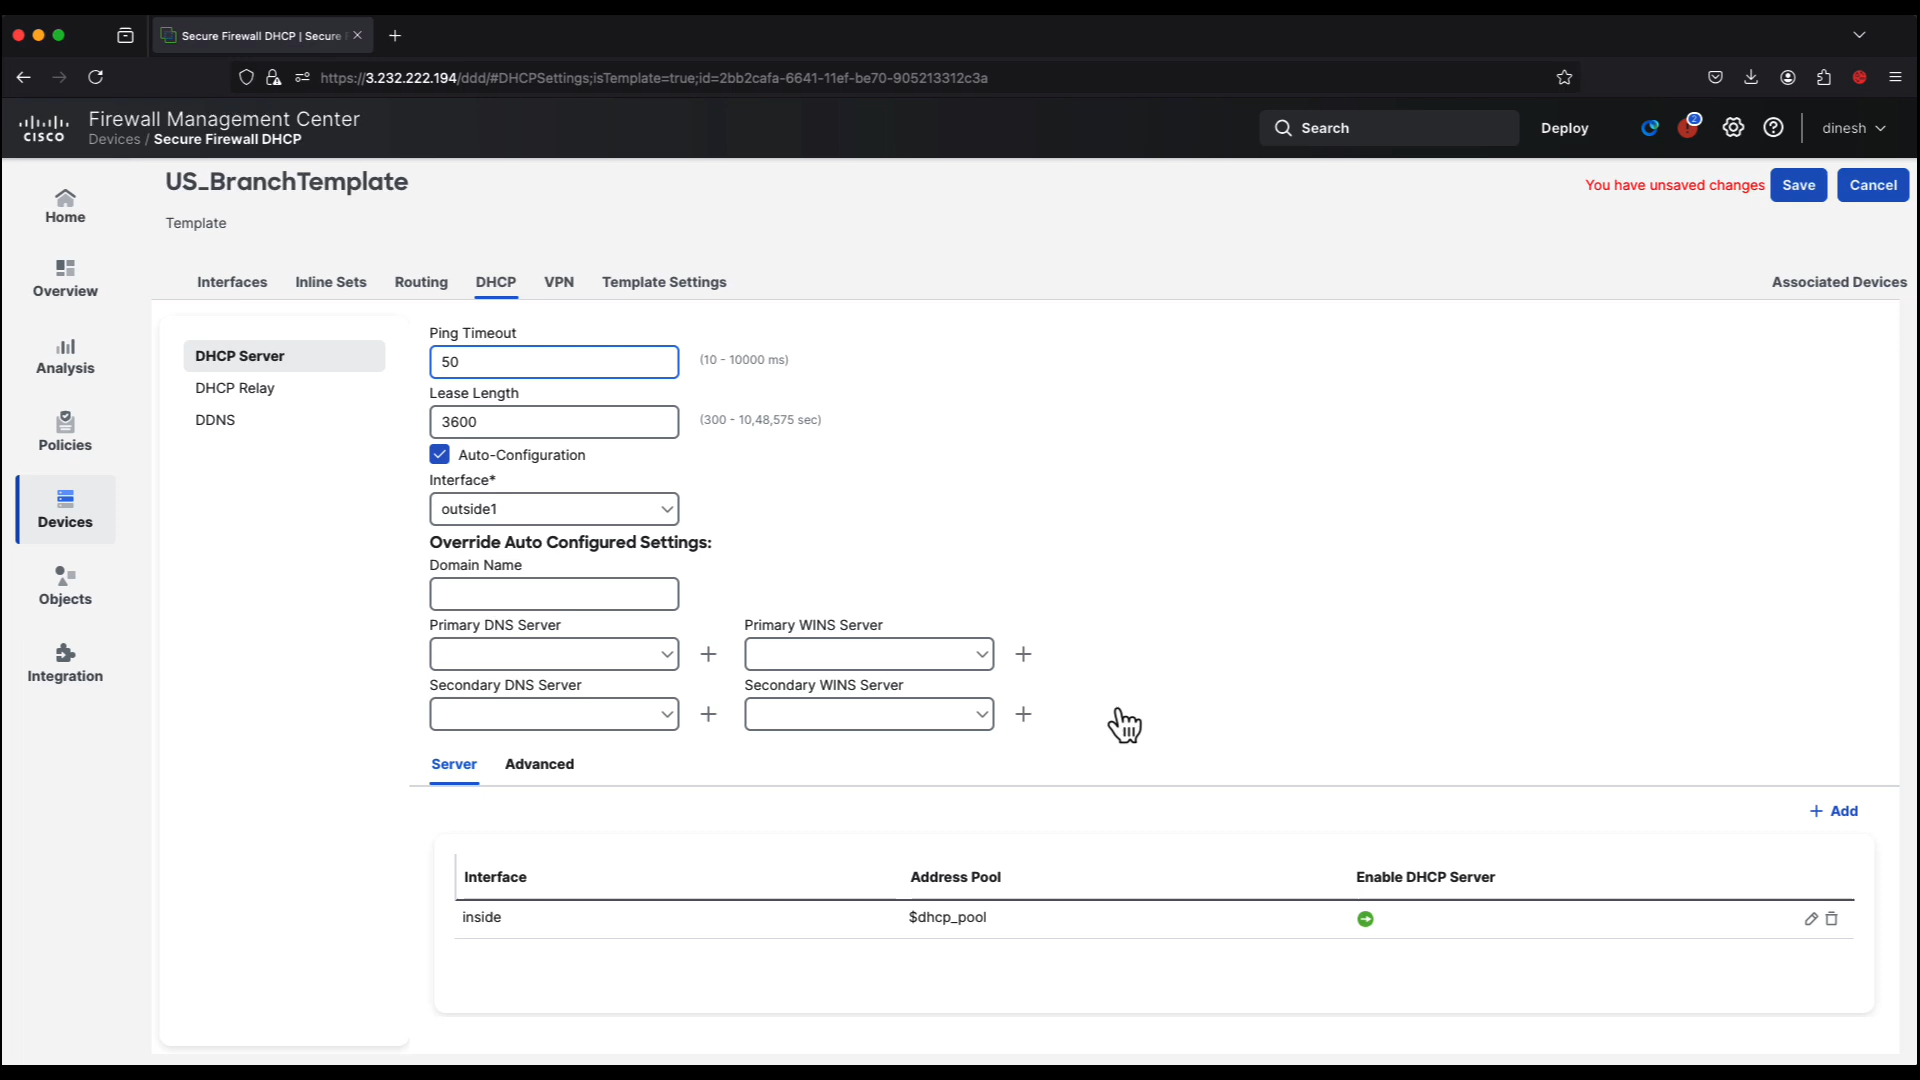 Secure Firewall DHCP | Secure F
https://3.232.222.194/ddd/#DHCPSettings;isTemplate=true;id=2bb2cafa-6641-11ef-be70-905213312c3a
CISCO
Firewall Management Center
Devices / Secure Firewall DHCP
Search
Deploy
2
dinesh
US_BranchTemplate
You have unsaved changes
Save
Cancel
Template
Home
Overview
Analysis
Policies
Devices
Objects
Integration
Interfaces
Inline Sets
Routing
DHCP
VPN
Template Settings
Associated Devices
DHCP Server
DHCP Relay
DDNS
Ping Timeout
50
(10 - 10000 ms)
Lease Length
3600
(300 - 10,48,575 sec)
Auto-Configuration
Interface*
outside1
Override Auto Configured Settings:
Domain Name
Primary DNS Server
Primary WINS Server
Secondary DNS Server
Secondary WINS Server
Server
Advanced
+ Add
Interface
Address Pool
Enable DHCP Server
inside
$dhcp_pool